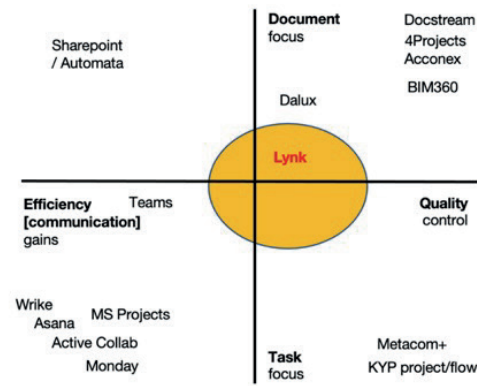 Document
focus
Docstream
4Projects
Acconex
BIM360
Sharepoint
/ Automata
Dalux
Lynk
Efficiency
[communication]
gains
Teams
Quality
control
Wrike
Asana
MS Projects
Active Collab
Monday
Metacom+
KYP project/flow
Task
focus